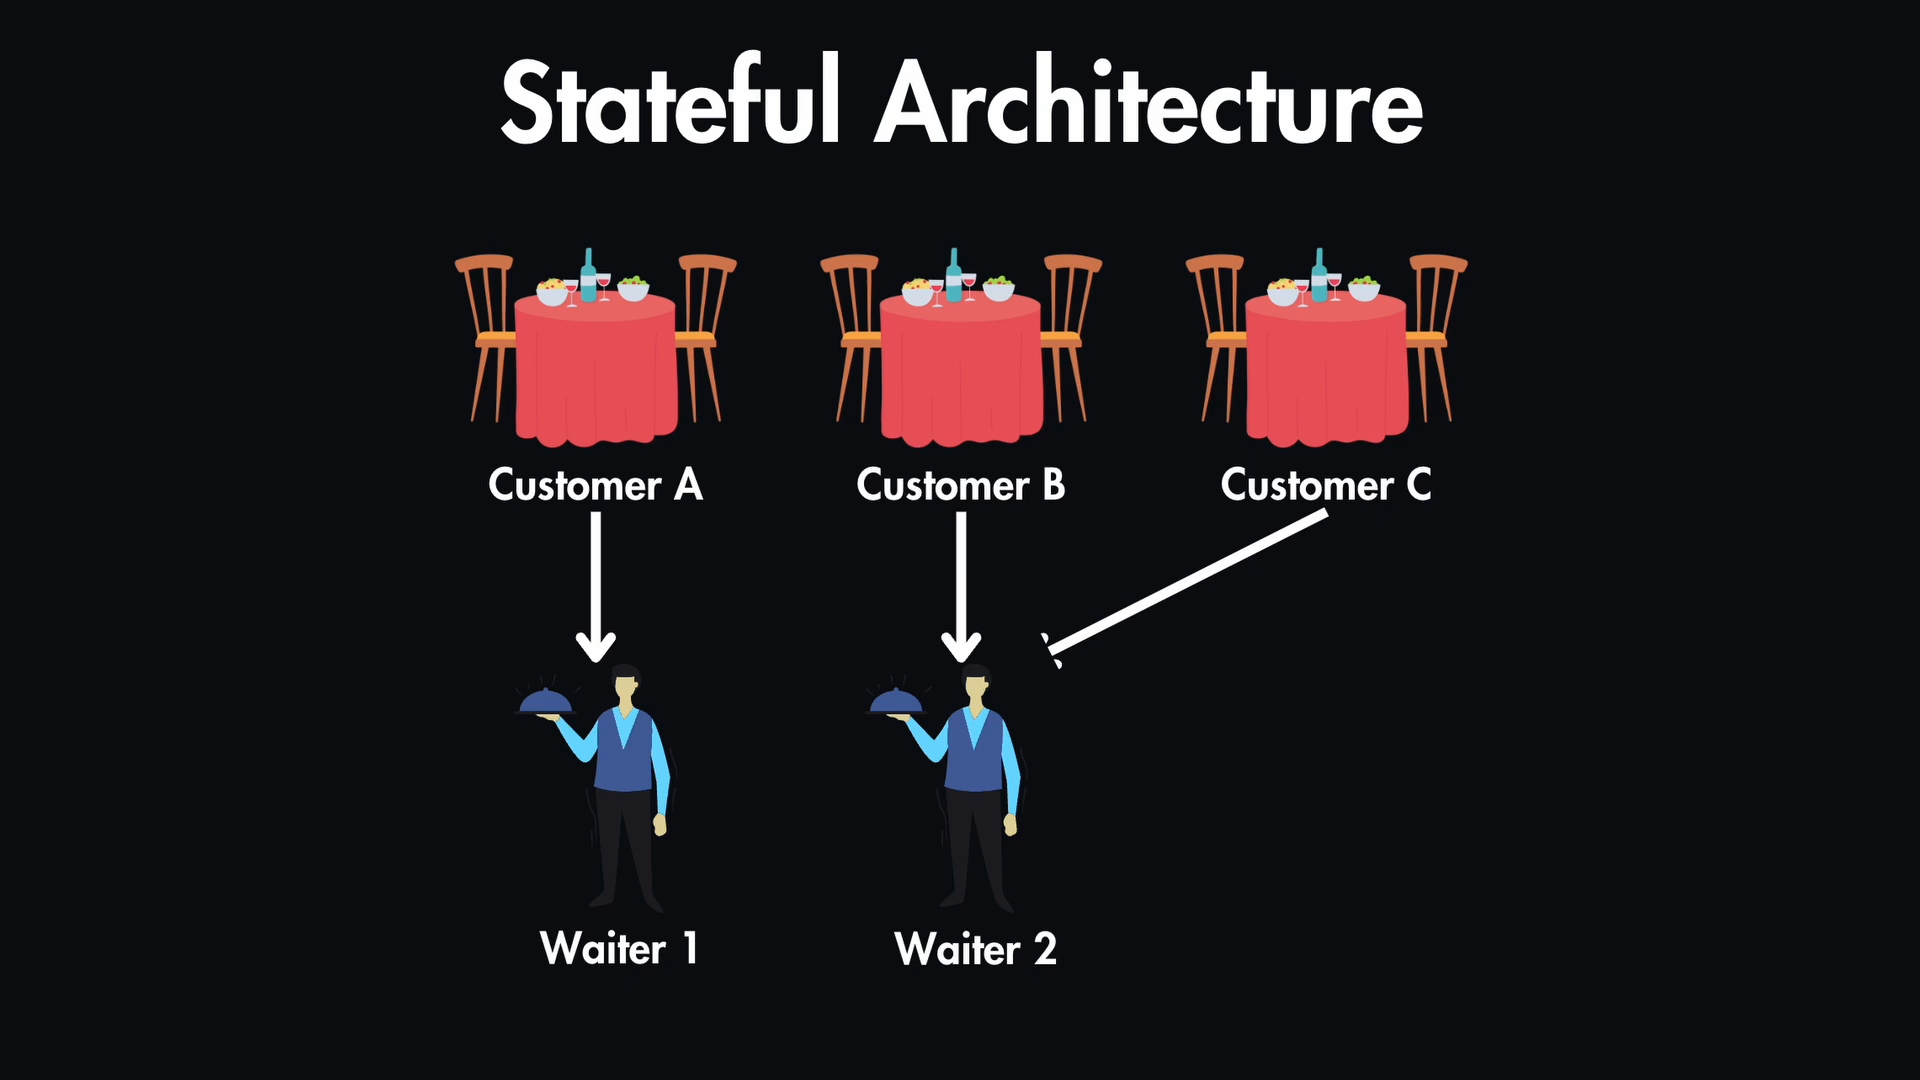 Stateful Architecture
Customer A
Customer B
Customer C
Waiter 1
Waiter 2